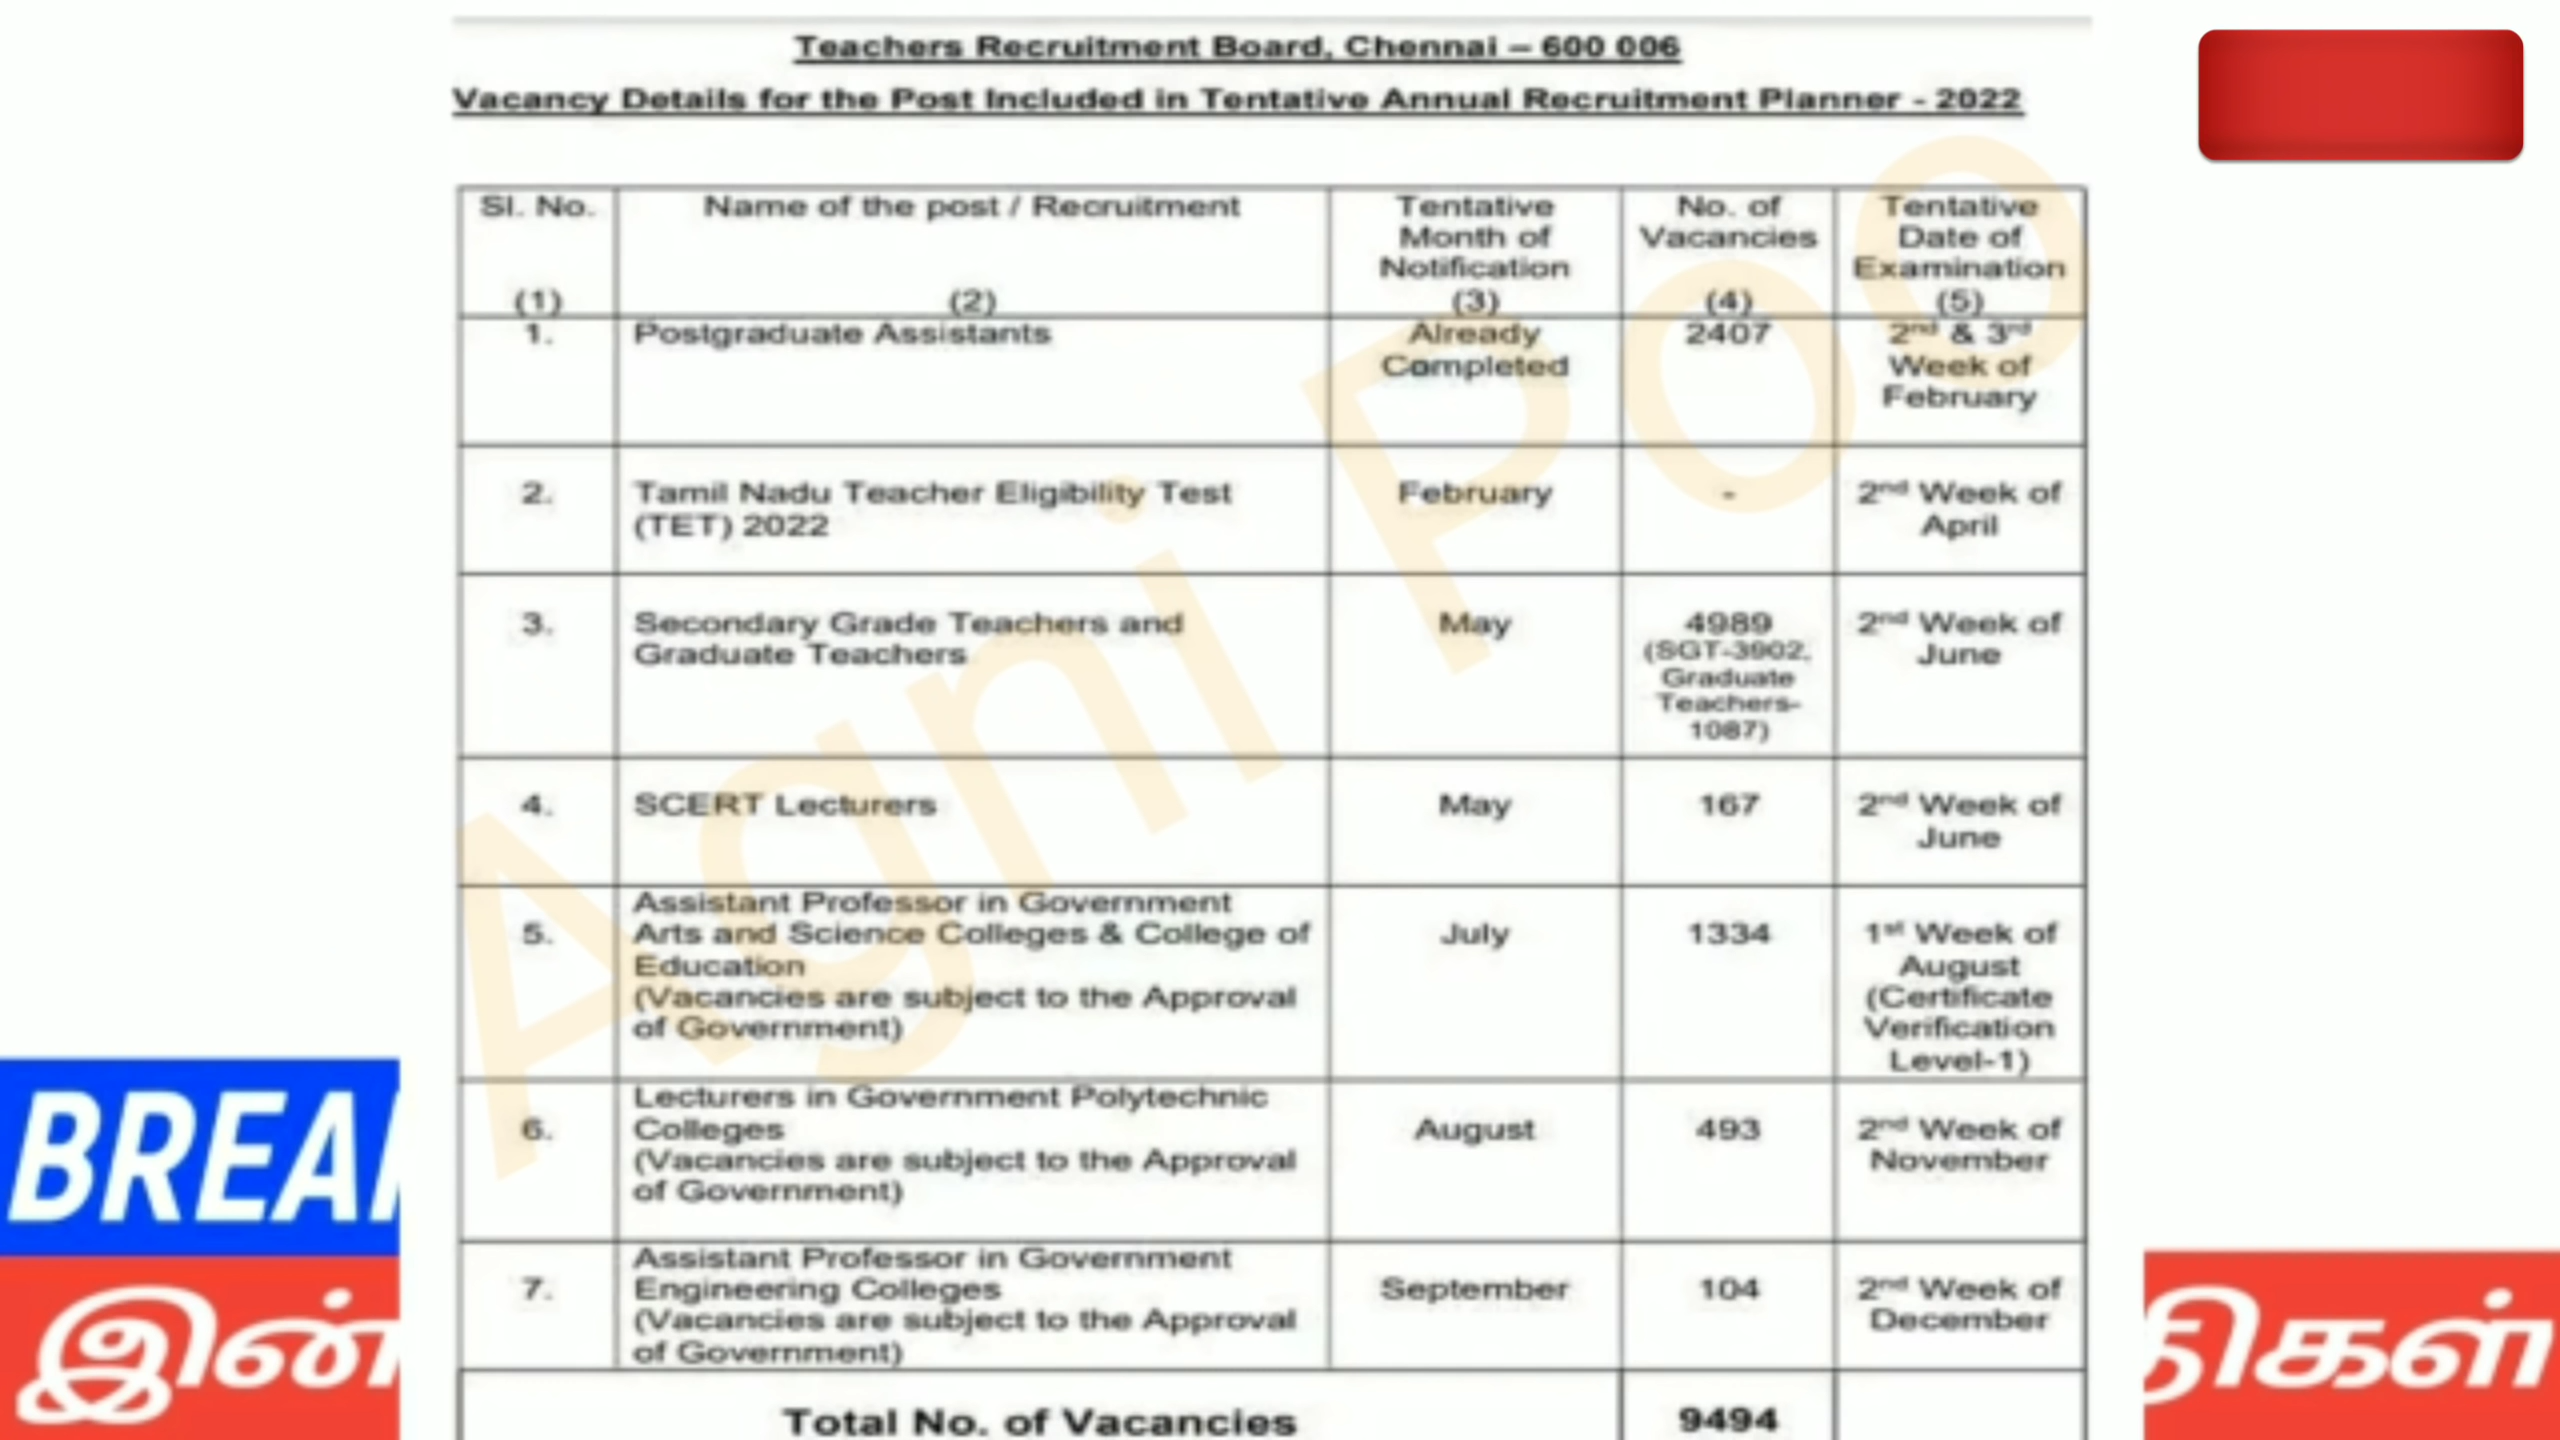 Teachers Recruitment Board, Chennai – 600 006
Vacancy Details for the Post Included in Tentative Annual Recruitment Planner - 2022
Sl. No.
(1)
Name of the post / Recruitment
(2)
Tentative
Month of
Notification
(3)
No. of
Vacancies
(4)
Tentative
Date of
Examination
(5)
1.
Postgraduate Assistants
Already
Completed
2407
2nd & 3rd
Week of
February
2.
Tamil Nadu Teacher Eligibility Test
(TET) 2022
February
-
2nd Week of
April
3.
Secondary Grade Teachers and
Graduate Teachers
May
4989
(SGT-3902,
Graduate
Teachers-
1087)
2nd Week of
June
4.
SCERT Lecturers
May
167
2nd Week of
June
5.
Assistant Professor in Government
Arts and Science Colleges & College of
Education
(Vacancies are subject to the Approval
of Government)
July
1334
1st Week of
August
(Certificate
Verification
Level-1)
6.
Lecturers in Government Polytechnic
Colleges
(Vacancies are subject to the Approval
of Government)
August
493
2nd Week of
November
7.
Assistant Professor in Government
Engineering Colleges
(Vacancies are subject to the Approval
of Government)
September
104
2nd Week of
December
Total No. of Vacancies
9494
Agni Poo
BREA
இன்
திகள்